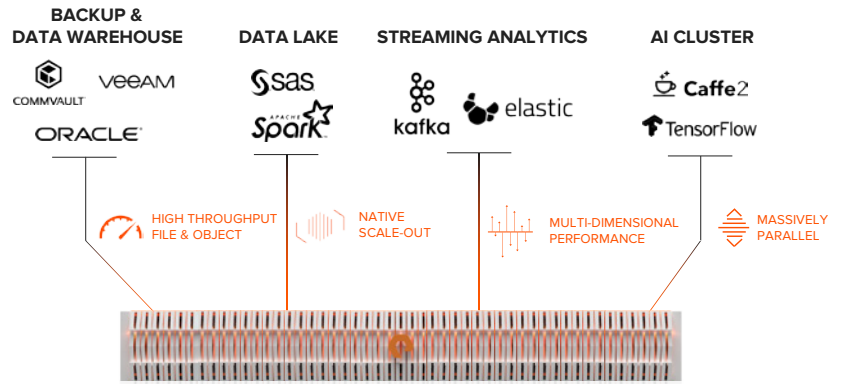 BACKUP &
DATA WAREHOUSE
DATA LAKE
STREAMING ANALYTICS
AI CLUSTER
COMMVAULT
veeAM
ORACLE
sas
APACHE
Spark
kafka
elastic
Caffe2
TensorFlow
HIGH THROUGHPUT
FILE & OBJECT
NATIVE
SCALE-OUT
MULTI-DIMENSIONAL
PERFORMANCE
MASSIVELY
PARALLEL